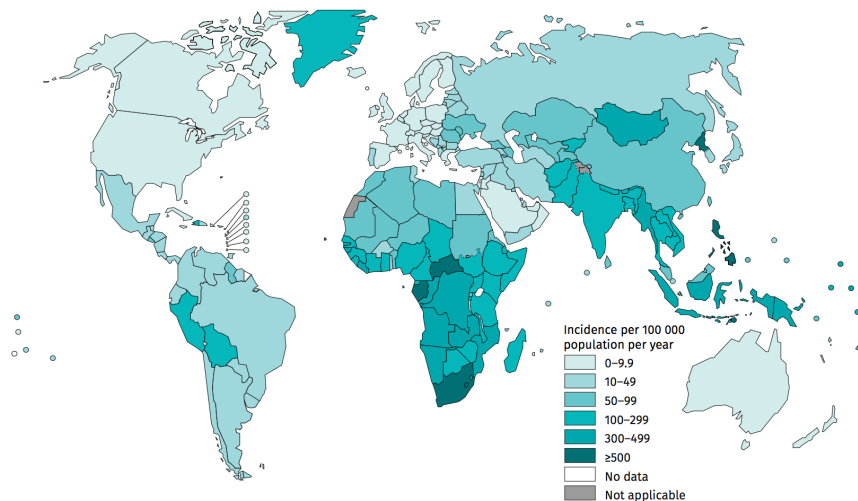 Incidence per 100 000
population per year
0–9.9
10–49
50–99
100–299
300–499
≥500
No data
Not applicable